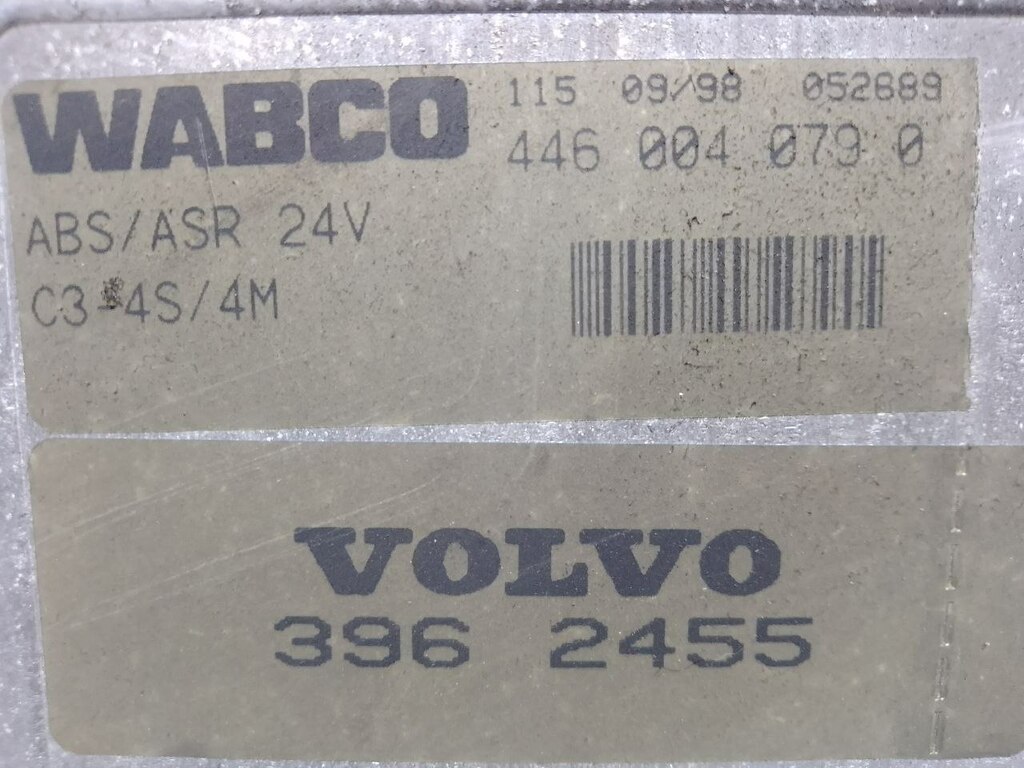 WABCO
115 09/98 052889
446 004 079 0
ABS/ASR 24V
C3-4S/4M
VOLVO
396 2455